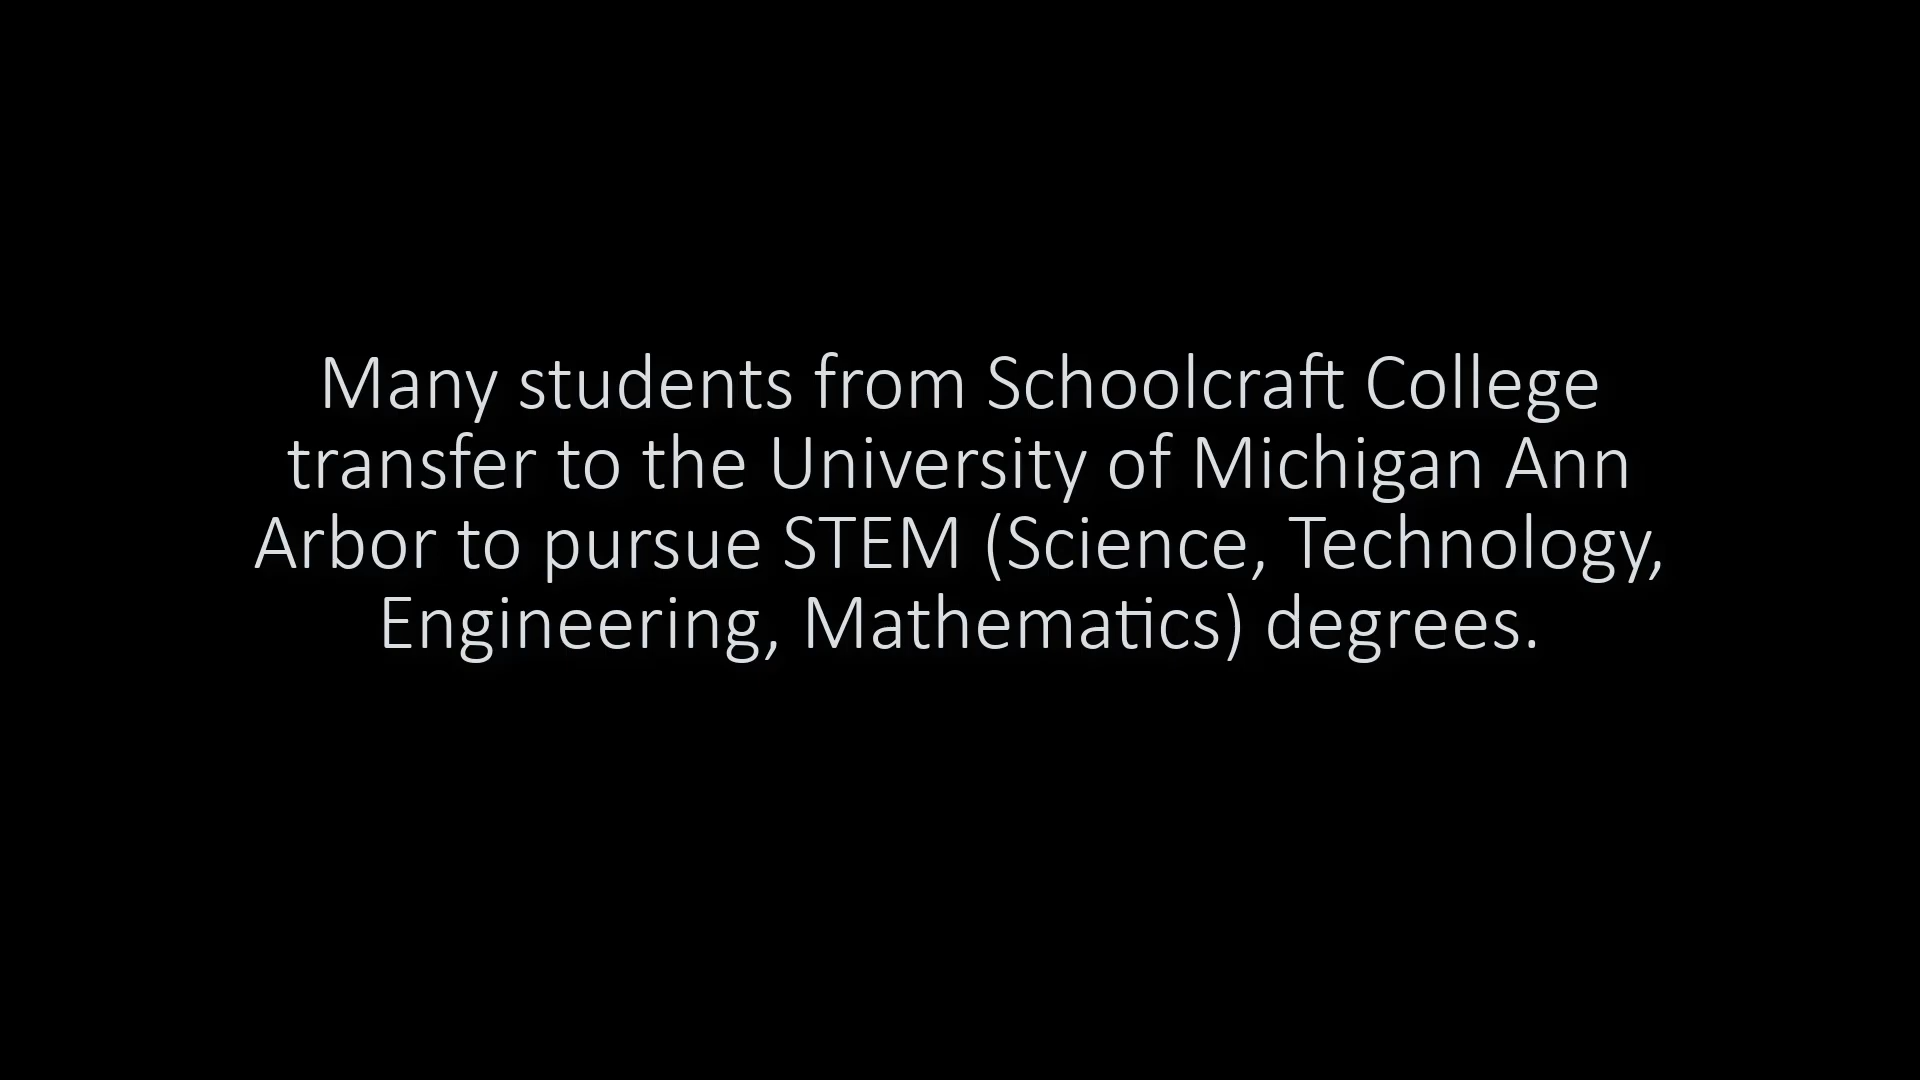 Many students from Schoolcraft College
transfer to the University of Michigan Ann
Arbor to pursue STEM (Science, Technology,
Engineering, Mathematics) degrees.